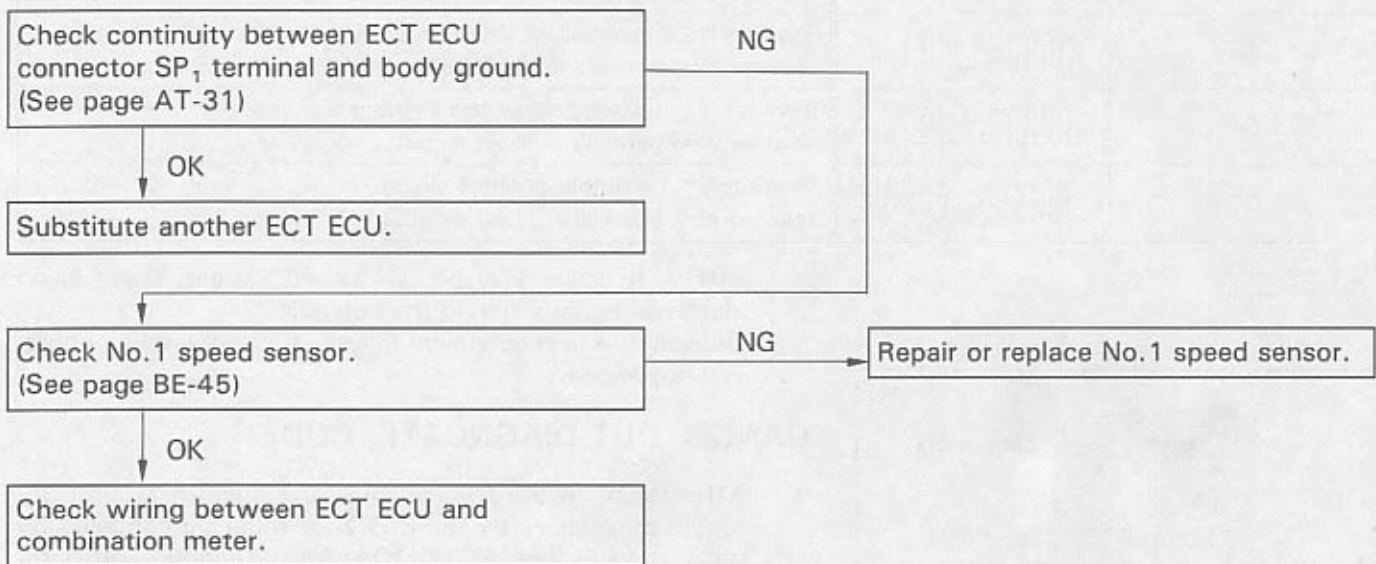 Check continuity between ECT ECU
connector SP₁ terminal and body ground.
(See page AT-31)
NG
OK
Substitute another ECT ECU.
Check No.1 speed sensor.
(See page BE-45)
NG
Repair or replace No.1 speed sensor.
OK
Check wiring between ECT ECU and
combination meter.